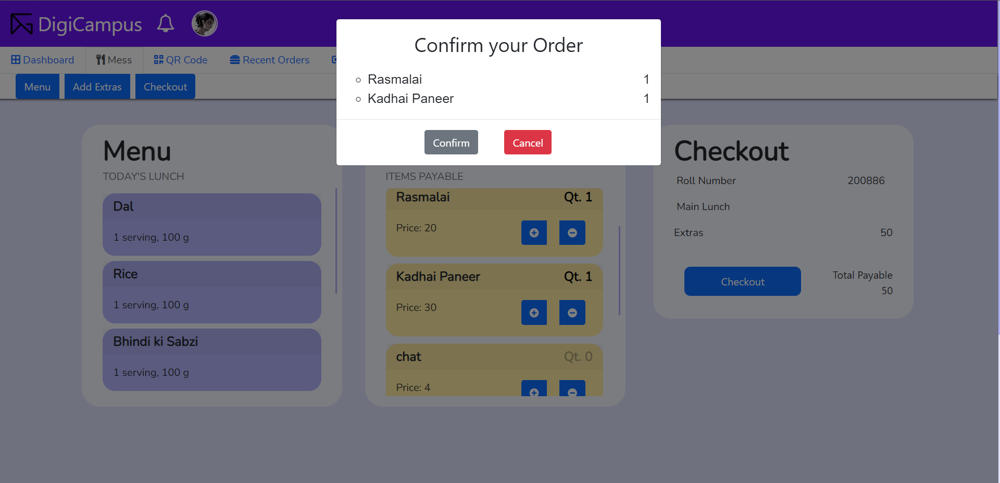 DigiCampus
Dashboard
Mess
QR Code
Recent Orders
Menu
Add Extras
Checkout
Confirm your Order
Rasmalai 1
Kadhai Paneer 1
Confirm
Cancel
Menu
TODAY'S LUNCH
Dal
1 serving, 100 g
Rice
1 serving, 100 g
Bhindi ki Sabzi
1 serving, 100 g
ITEMS PAYABLE
Rasmalai Qt. 1
Price: 20
Kadhai Paneer Qt. 1
Price: 30
chat Qt. 0
Price: 4
Checkout
Roll Number 200886
Main Lunch
Extras 50
Checkout
Total Payable
50